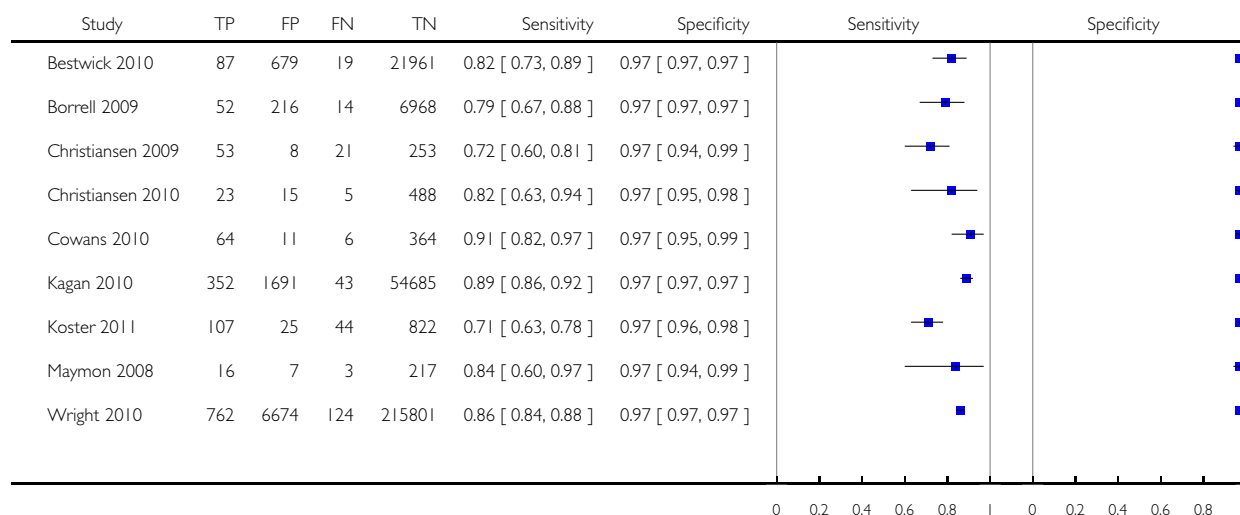 Study TP FP FN TN Sensitivity Specificity Sensitivity Specificity
Bestwick 2010 87 679 19 21961 0.82 [ 0.73, 0.89 ] 0.97 [ 0.97, 0.97 ]
Borrell 2009 52 216 14 6968 0.79 [ 0.67, 0.88 ] 0.97 [ 0.97, 0.97 ]
Christiansen 2009 53 8 21 253 0.72 [ 0.60, 0.81 ] 0.97 [ 0.94, 0.99 ]
Christiansen 2010 23 15 5 488 0.82 [ 0.63, 0.94 ] 0.97 [ 0.95, 0.98 ]
Cowans 2010 64 11 6 364 0.91 [ 0.82, 0.97 ] 0.97 [ 0.95, 0.99 ]
Kagan 2010 352 1691 43 54685 0.89 [ 0.86, 0.92 ] 0.97 [ 0.97, 0.97 ]
Koster 2011 107 25 44 822 0.71 [ 0.63, 0.78 ] 0.97 [ 0.96, 0.98 ]
Maymon 2008 16 7 3 217 0.84 [ 0.60, 0.97 ] 0.97 [ 0.94, 0.99 ]
Wright 2010 762 6674 124 215801 0.86 [ 0.84, 0.88 ] 0.97 [ 0.97, 0.97 ]
0 0.2 0.4 0.6 0.8 1 0 0.2 0.4 0.6 0.8